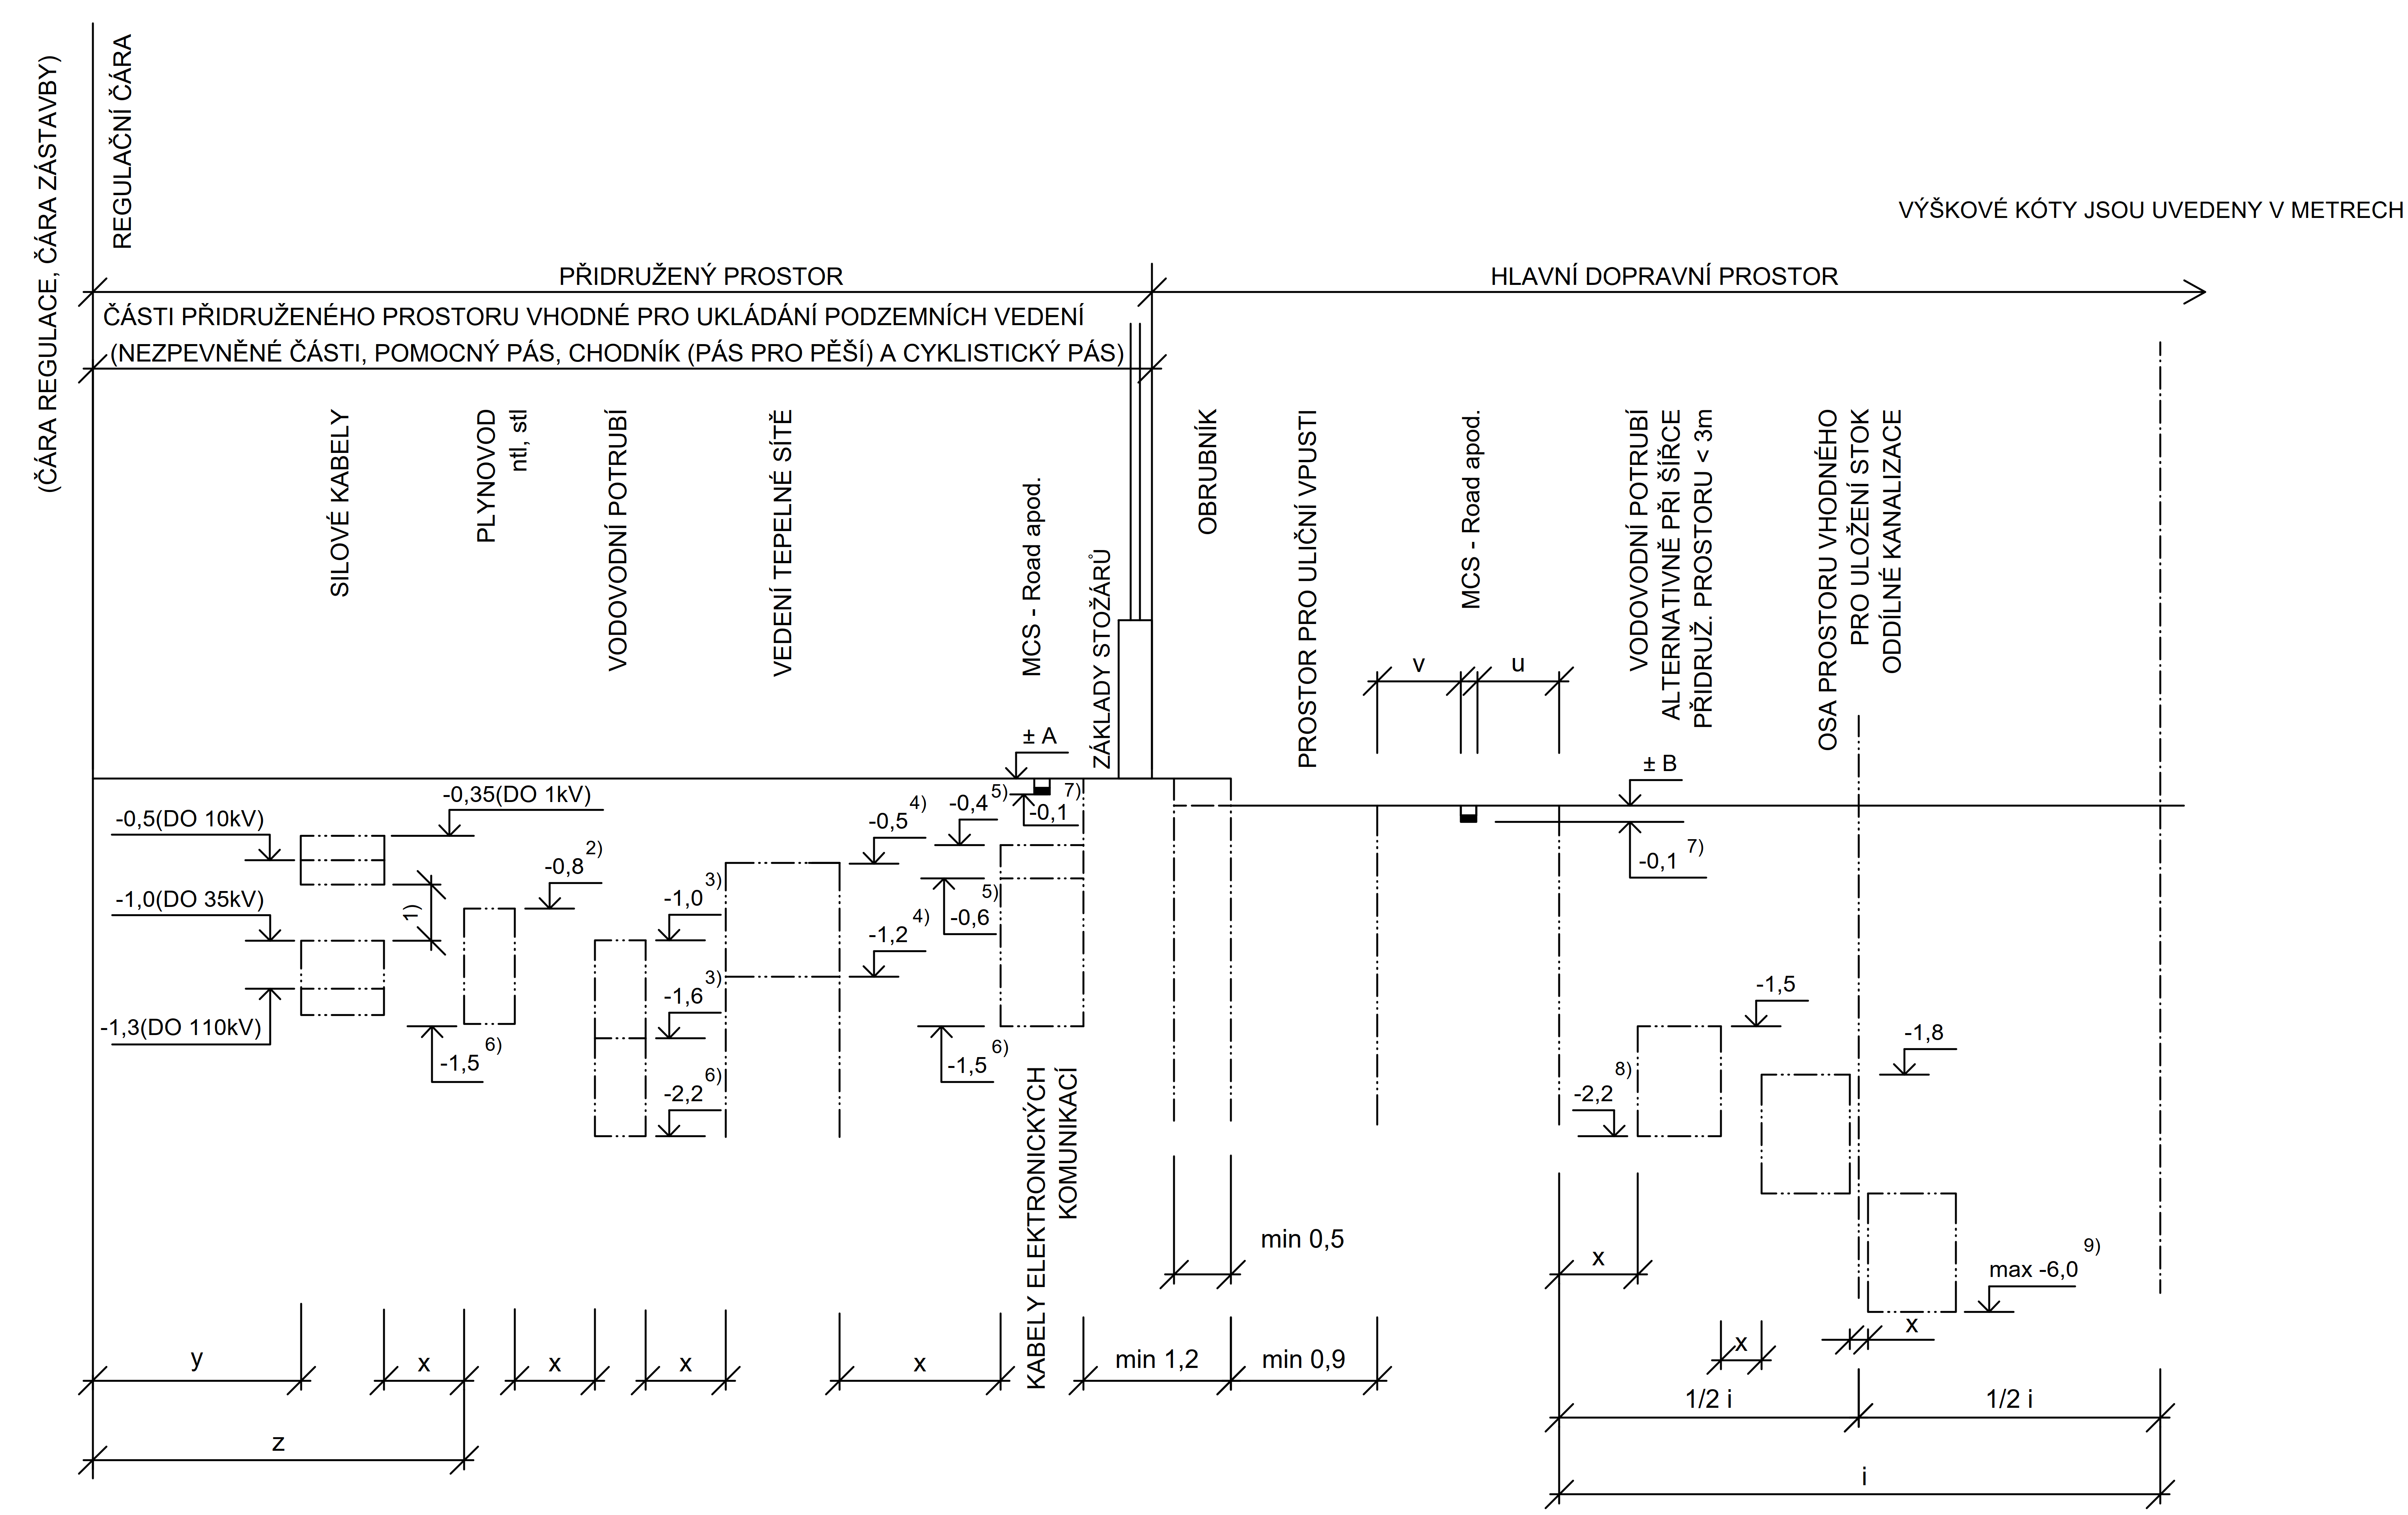 (ČÁRA REGULACE, ČÁRA ZÁSTAVBY)
REGULAČNÍ ČÁRA
VÝŠKOVÉ KÓTY JSOU UVEDENY V METRECH
PŘIDRUŽENÝ PROSTOR
HLAVNÍ DOPRAVNÍ PROSTOR
ČÁSTI PŘIDRUŽENÉHO PROSTORU VHODNÉ PRO UKLÁDÁNÍ PODZEMNÍCH VEDENÍ
(NEZPEVNĚNÉ ČÁSTI, POMOCNÝ PÁS, CHODNÍK (PÁS PRO PĚŠÍ) A CYKLISTICKÝ PÁS)
SILOVÉ KABELY
PLYNOVOD
ntl, stl
VODOVODNÍ POTRUBÍ
VEDENÍ TEPELNÉ SÍTĚ
MCS - Road apod.
ZÁKLADY STOŽÁRŮ
OBRUBNÍK
PROSTOR PRO ULIČNÍ VPUSTI
MCS - Road apod.
VODOVODNÍ POTRUBÍ
ALTERNATIVNĚ PŘI ŠÍŘCE
PŘIDRUŽ. PROSTORU < 3m
OSA PROSTORU VHODNÉHO
PRO ULOŽENÍ STOK
ODDÍLNÉ KANALIZACE
v
u
± A
± B
-0,5(DO 10kV)
-0,35(DO 1kV)
-1,0(DO 35kV)
-1,3(DO 110kV)
1)
-0,8 2)
-1,5 6)
-1,0 3)
-1,6 3)
-2,2 6)
-0,5 4)
-1,2 4)
-0,4 5)
-0,1 7)
-0,6 5)
-1,5 6)
KABELY ELEKTRONICKÝCH
KOMUNIKACÍ
-0,1 7)
-1,5
-2,2 8)
-1,8
max -6,0 9)
min 0,5
x
x
x
y
x
x
x
x
min 1,2
min 0,9
1/2 i
1/2 i
z
i